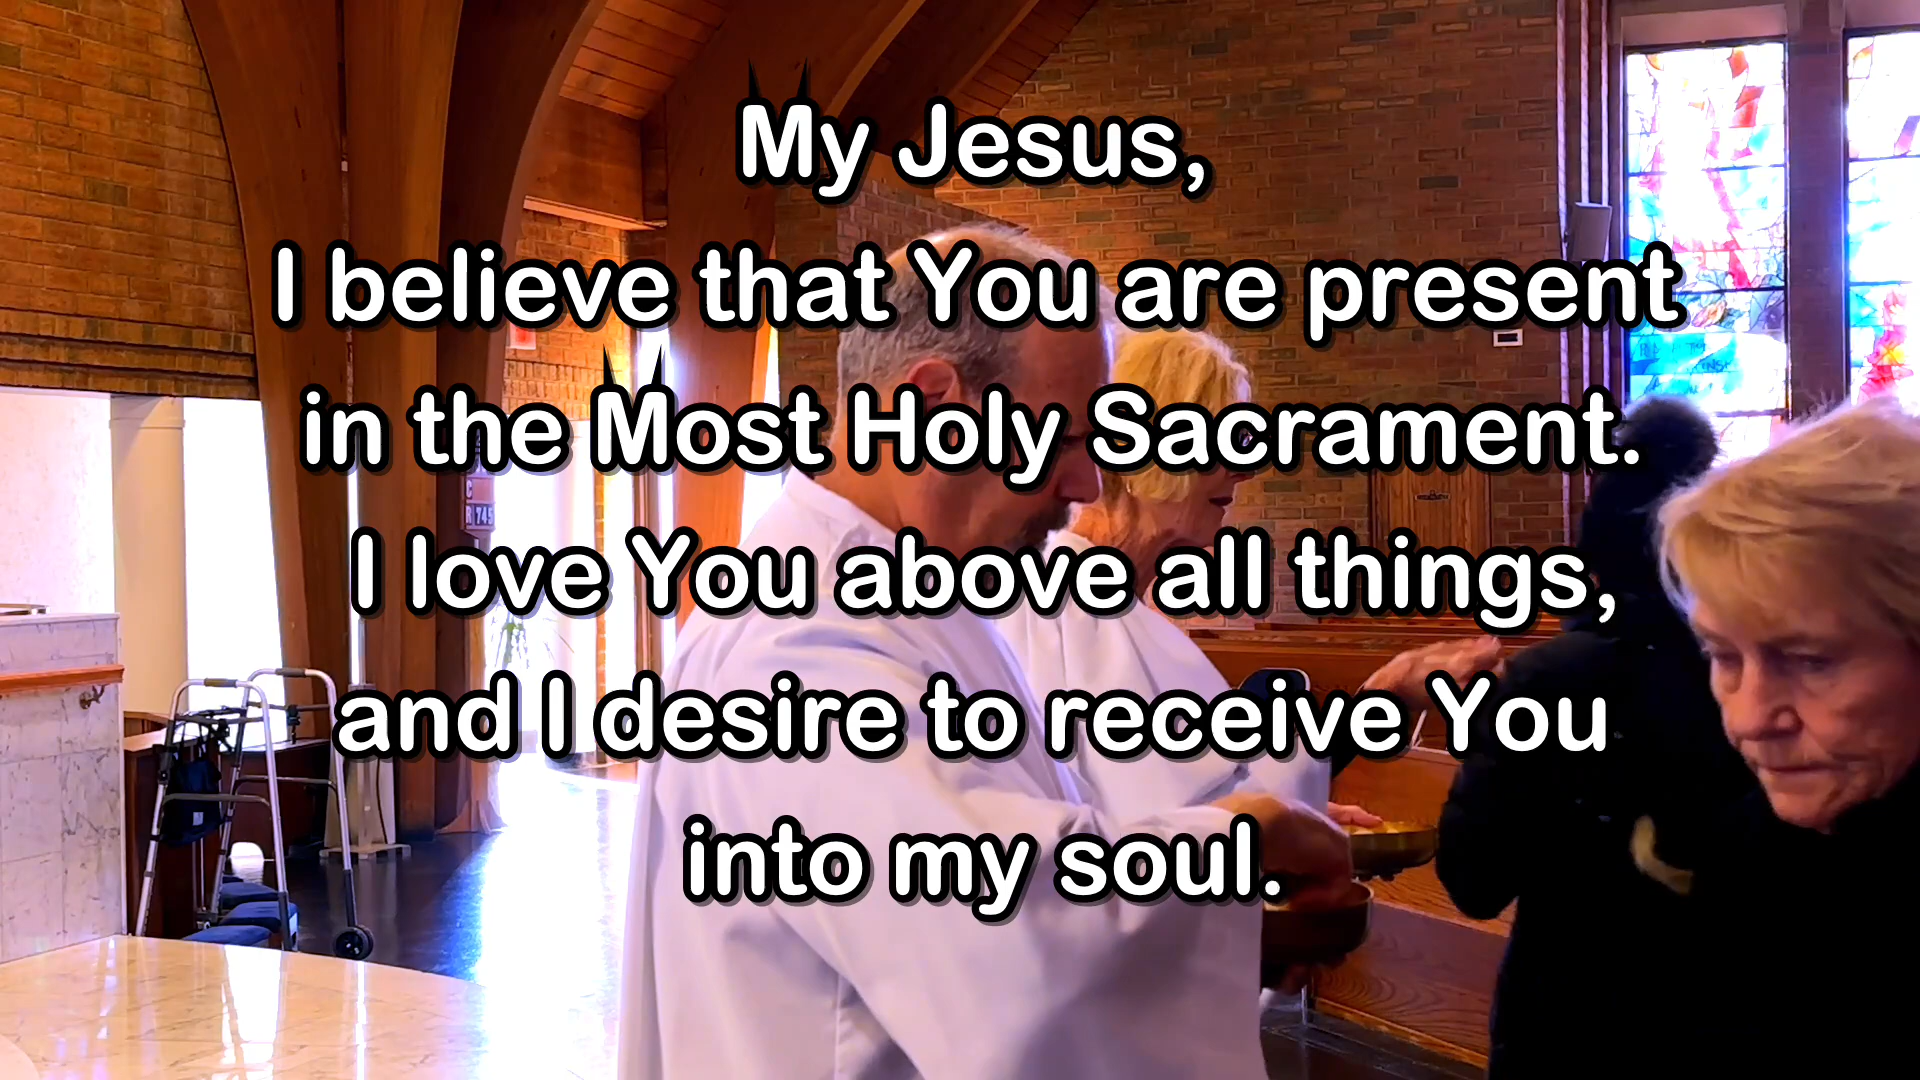 My Jesus,
I believe that You are present
in the Most Holy Sacrament.
I love You above all things,
and I desire to receive You
into my soul.
745